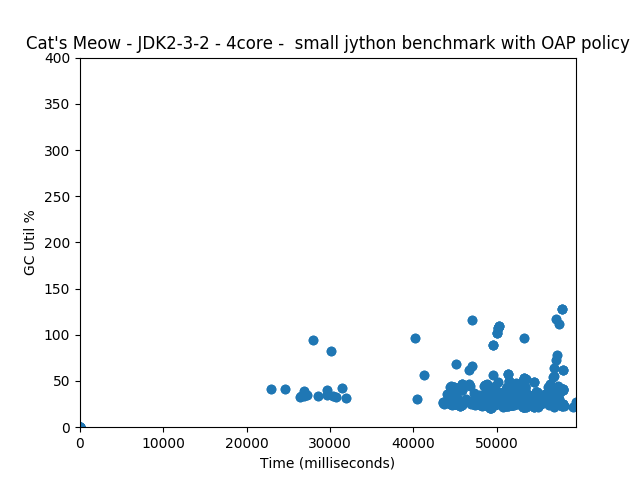 Cat's Meow - JDK2-3-2 - 4core -  small jython benchmark with OAP policy
400
350
300
250
200
150
100
50
0
GC Util %
0 10000 20000 30000 40000 50000
Time (milliseconds)